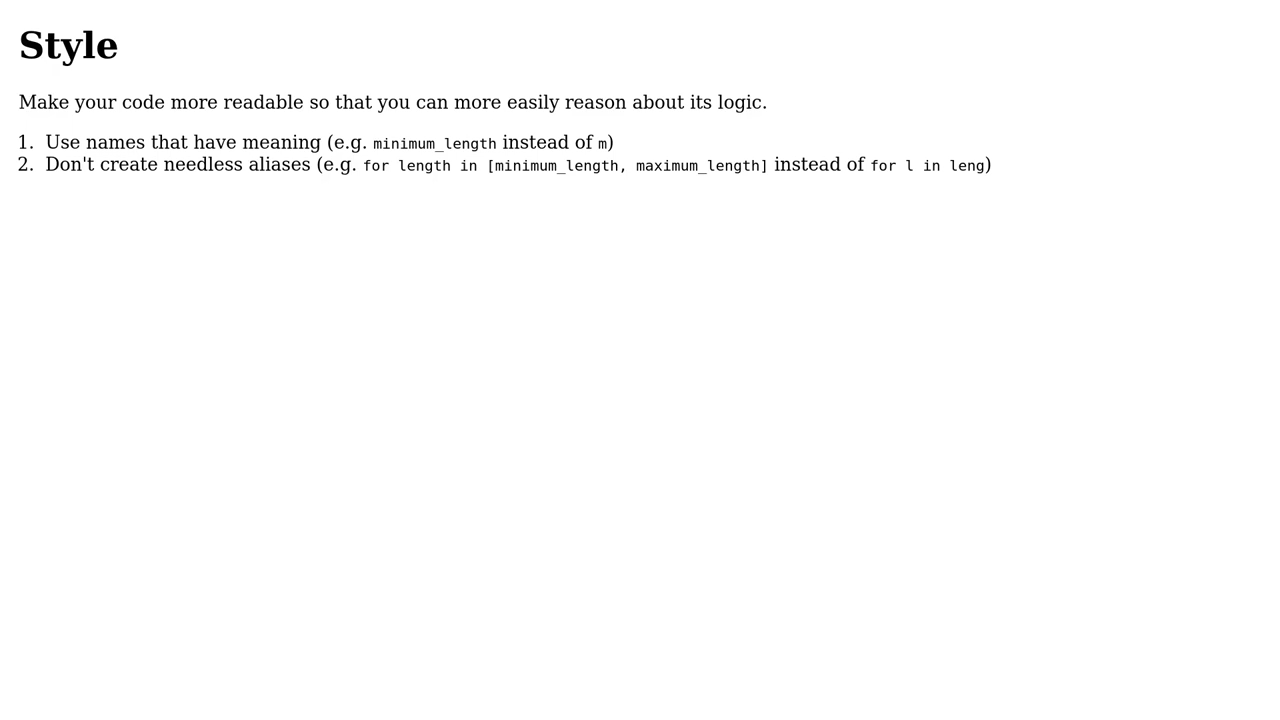 Style
Make your code more readable so that you can more easily reason about its logic.
1. Use names that have meaning (e.g. minimum_length instead of m)
2. Don't create needless aliases (e.g. for length in [minimum_length, maximum_length] instead of for l in leng)